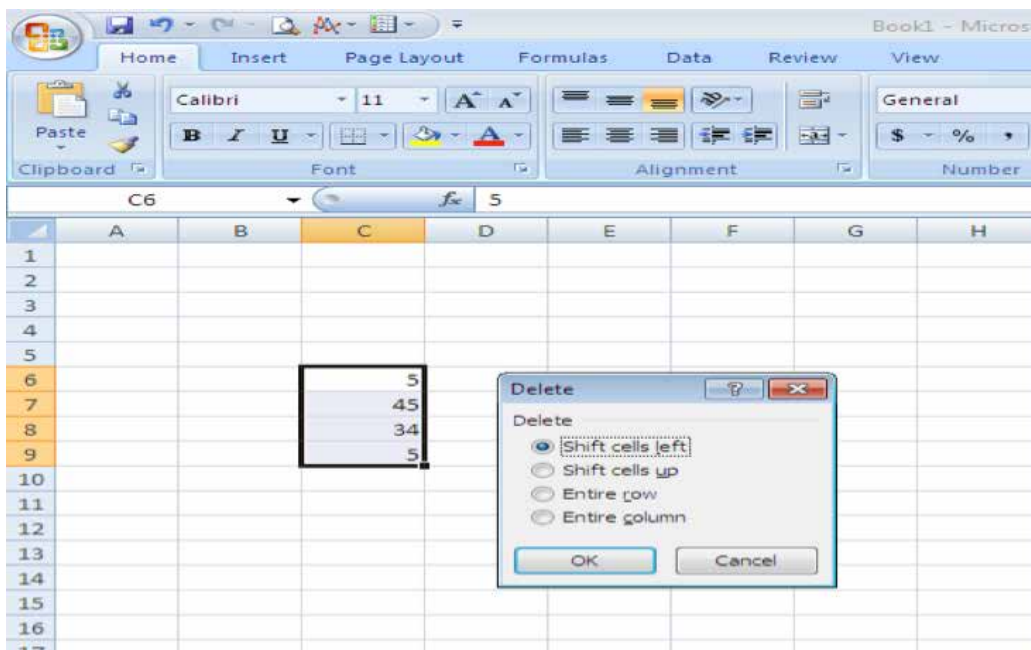 Book1 - Micros
Home Insert Page Layout Formulas Data Review View
Calibri 11 A A General
Paste B I U A $ % ,
Clipboard Font Alignment Number
C6 fx 5
A B C D E F G H
1
2
3
4
5
6 5
7 45
8 34
9 5
10
11
12
13
14
15
16
Delete ?
Delete
Shift cells left
Shift cells up
Entire row
Entire column
OK Cancel